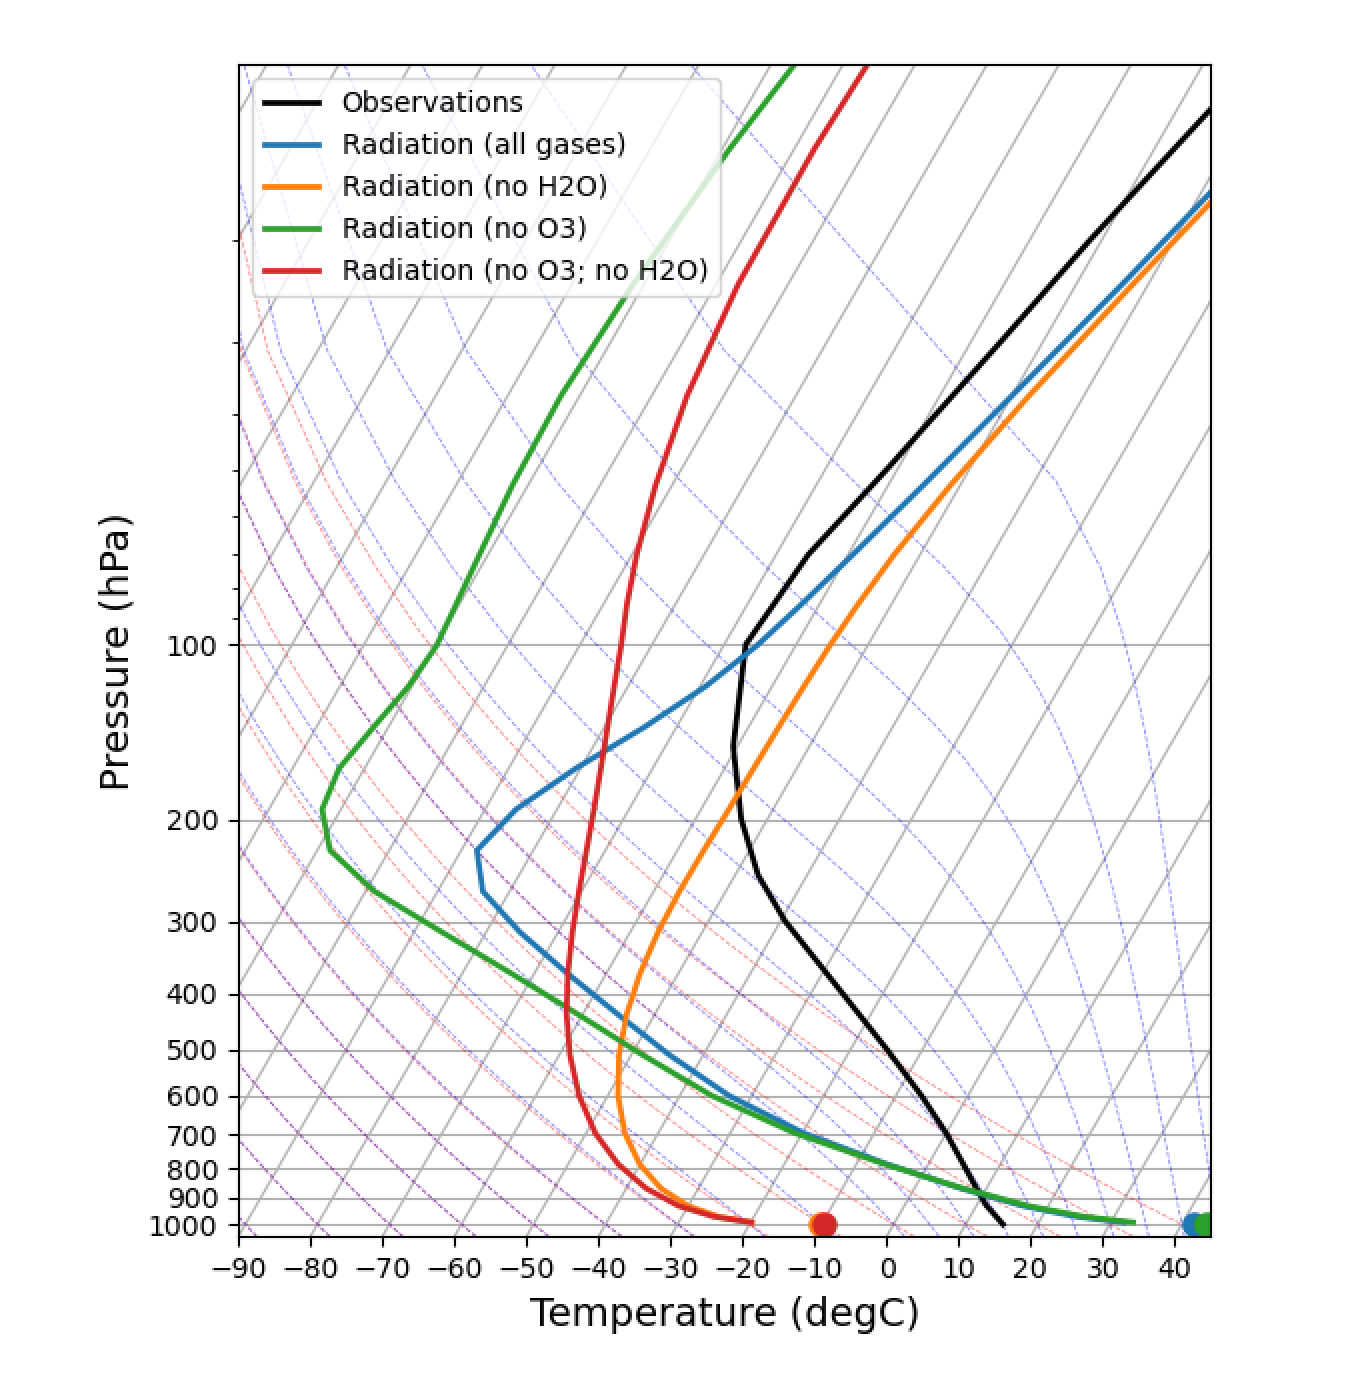 Observations
Radiation (all gases)
Radiation (no H2O)
Radiation (no O3)
Radiation (no O3; no H2O)
Pressure (hPa)
100
200
300
400
500
600
700
800
900
1000
−90 −80 −70 −60 −50 −40 −30 −20 −10 0 10 20 30 40
Temperature (degC)